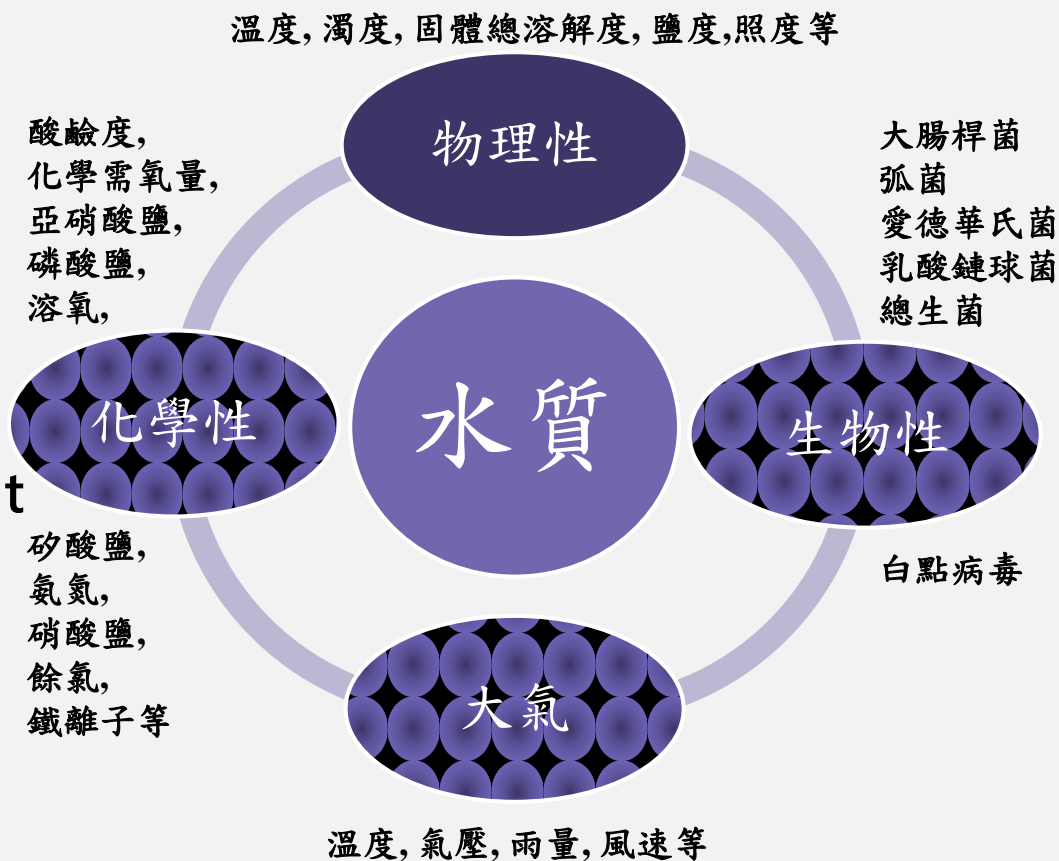 溫度, 濁度, 固體總溶解度, 鹽度,照度等
物理性
酸鹼度,
化學需氧量,
亞硝酸鹽,
磷酸鹽,
溶氧,
大腸桿菌
弧菌
愛德華氏菌
乳酸鏈球菌
總生菌
化學性
水質
生物性
t
矽酸鹽,
氨氮,
硝酸鹽,
餘氯,
鐵離子等
白點病毒
大氣
溫度, 氣壓, 雨量, 風速等